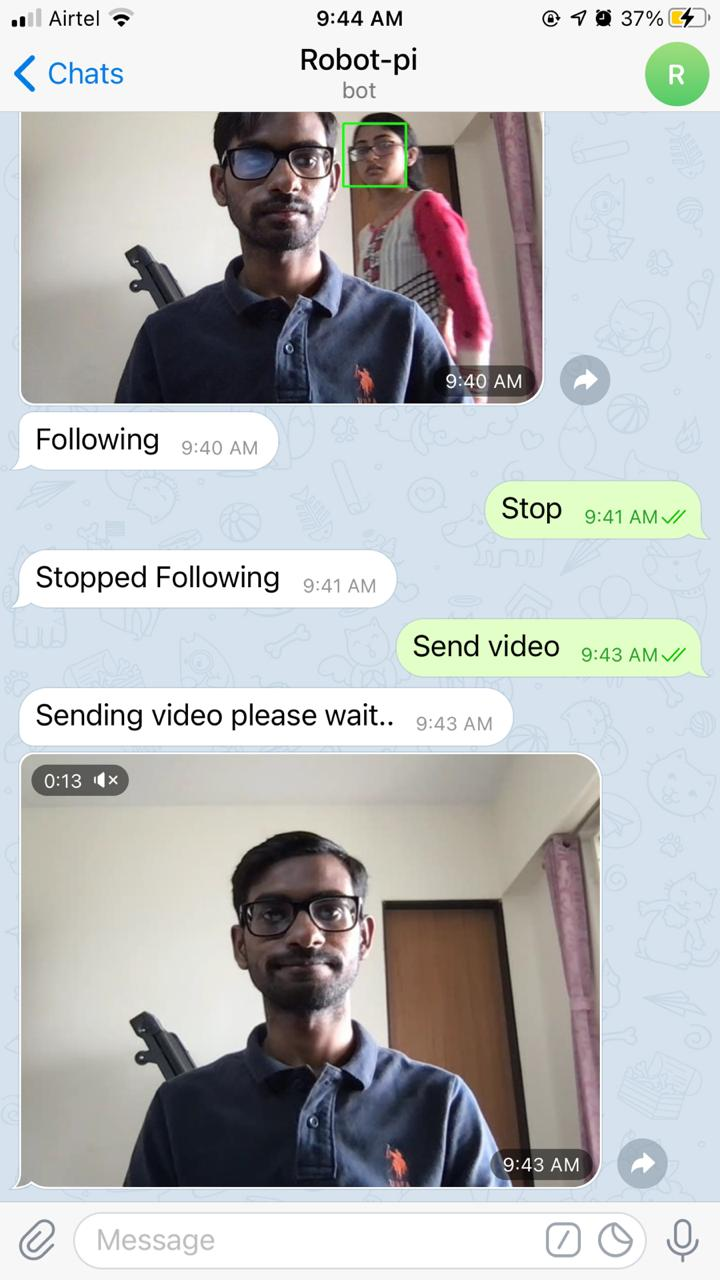 Airtel
9:44 AM
37%
Chats
Robot-pi
bot
R
9:40 AM
Following 9:40 AM
Stop 9:41 AM
Stopped Following 9:41 AM
Send video 9:43 AM
Sending video please wait.. 9:43 AM
0:13
9:43 AM
Message